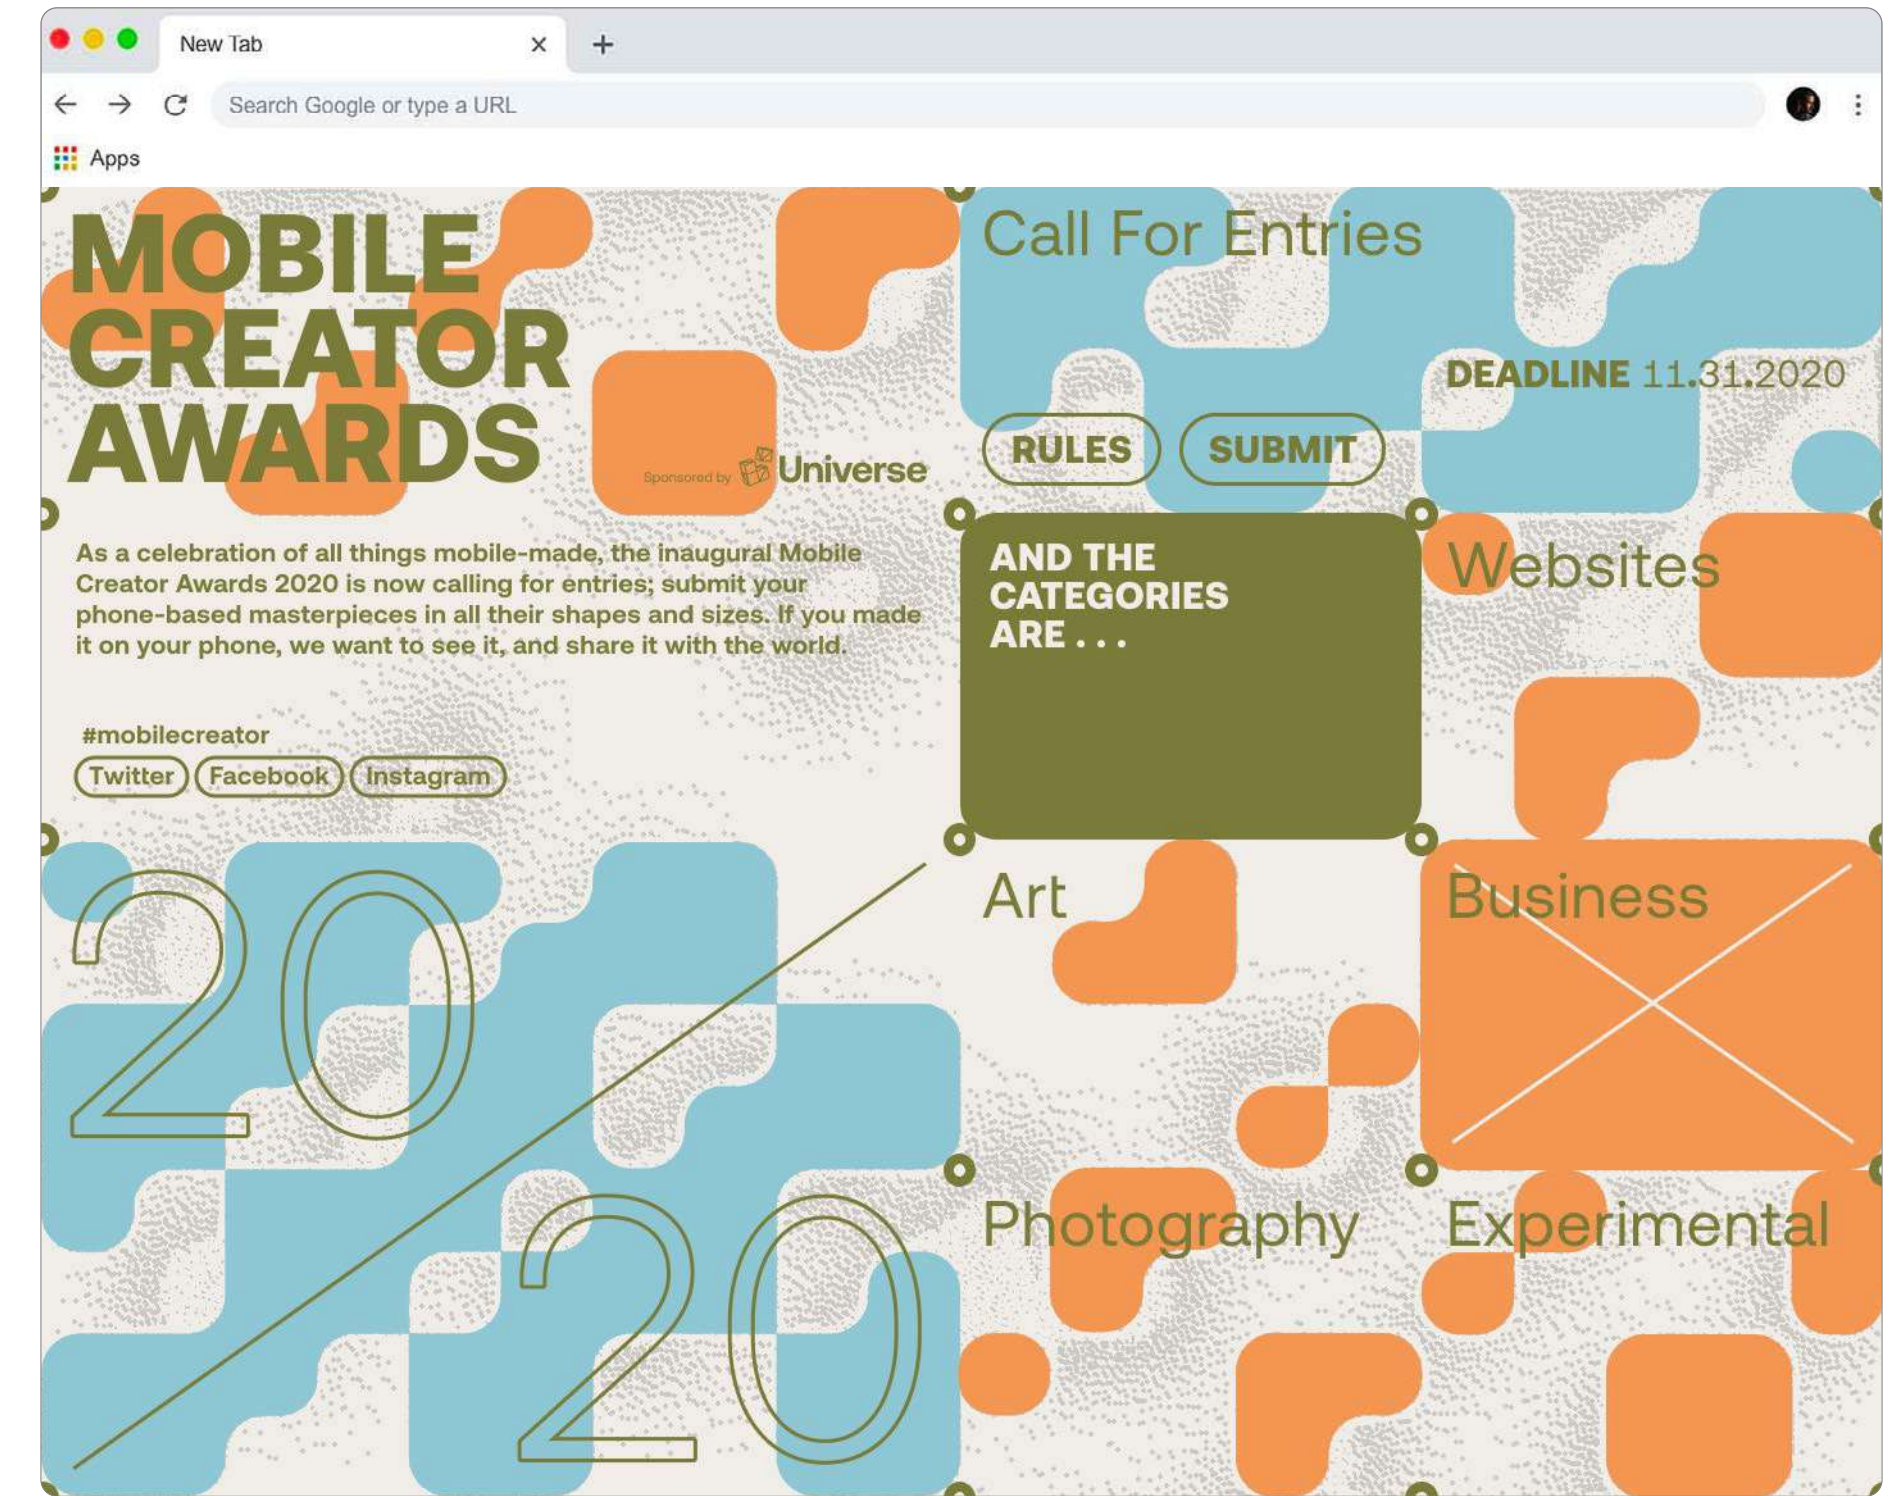 New Tab
Search Google or type a URL
Apps
MOBILE
CREATOR
AWARDS
Sponsored by Universe
As a celebration of all things mobile-made, the inaugural Mobile
Creator Awards 2020 is now calling for entries; submit your
phone-based masterpieces in all their shapes and sizes. If you made
it on your phone, we want to see it, and share it with the world.
#mobilecreator
Twitter Facebook Instagram
20
20
Call For Entries
DEADLINE 11.31.2020
RULES SUBMIT
AND THE
CATEGORIES
ARE . . .
Websites
Art
Business
Photography
Experimental